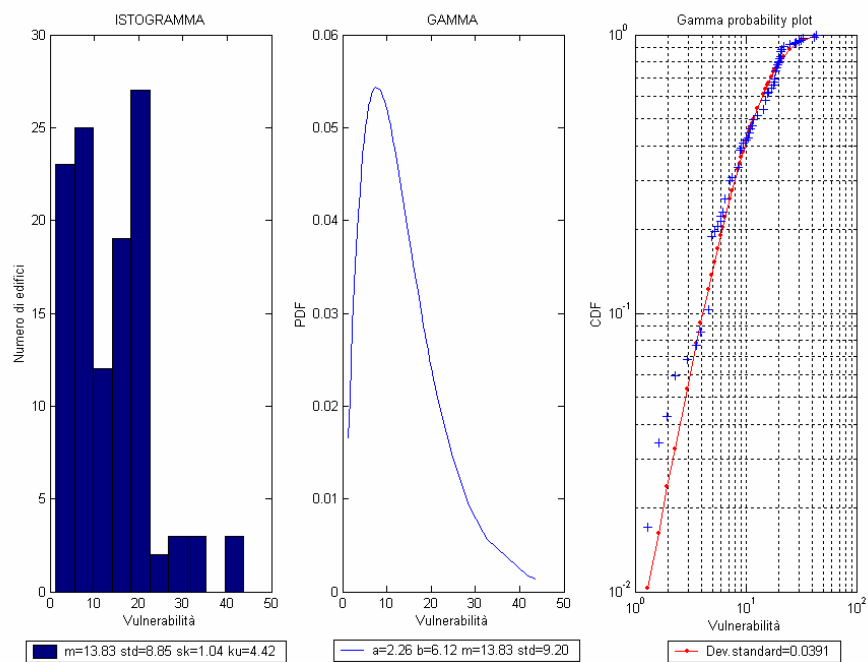 ISTOGRAMMA
30
25
20
15
10
5
0
Numero di edifici
0 10 20 30 40 50
Vulnerabilità
m=13.83 std=8.85 sk=1.04 ku=4.42
GAMMA
0.06
0.05
0.04
0.03
0.02
0.01
0
PDF
0 10 20 30 40 50
Vulnerabilità
a=2.26 b=6.12 m=13.83 std=9.20
Gamma probability plot
10^0
10^-1
10^-2
CDF
10^0 10^1 10^2
Vulnerabilità
Dev.standard=0.0391